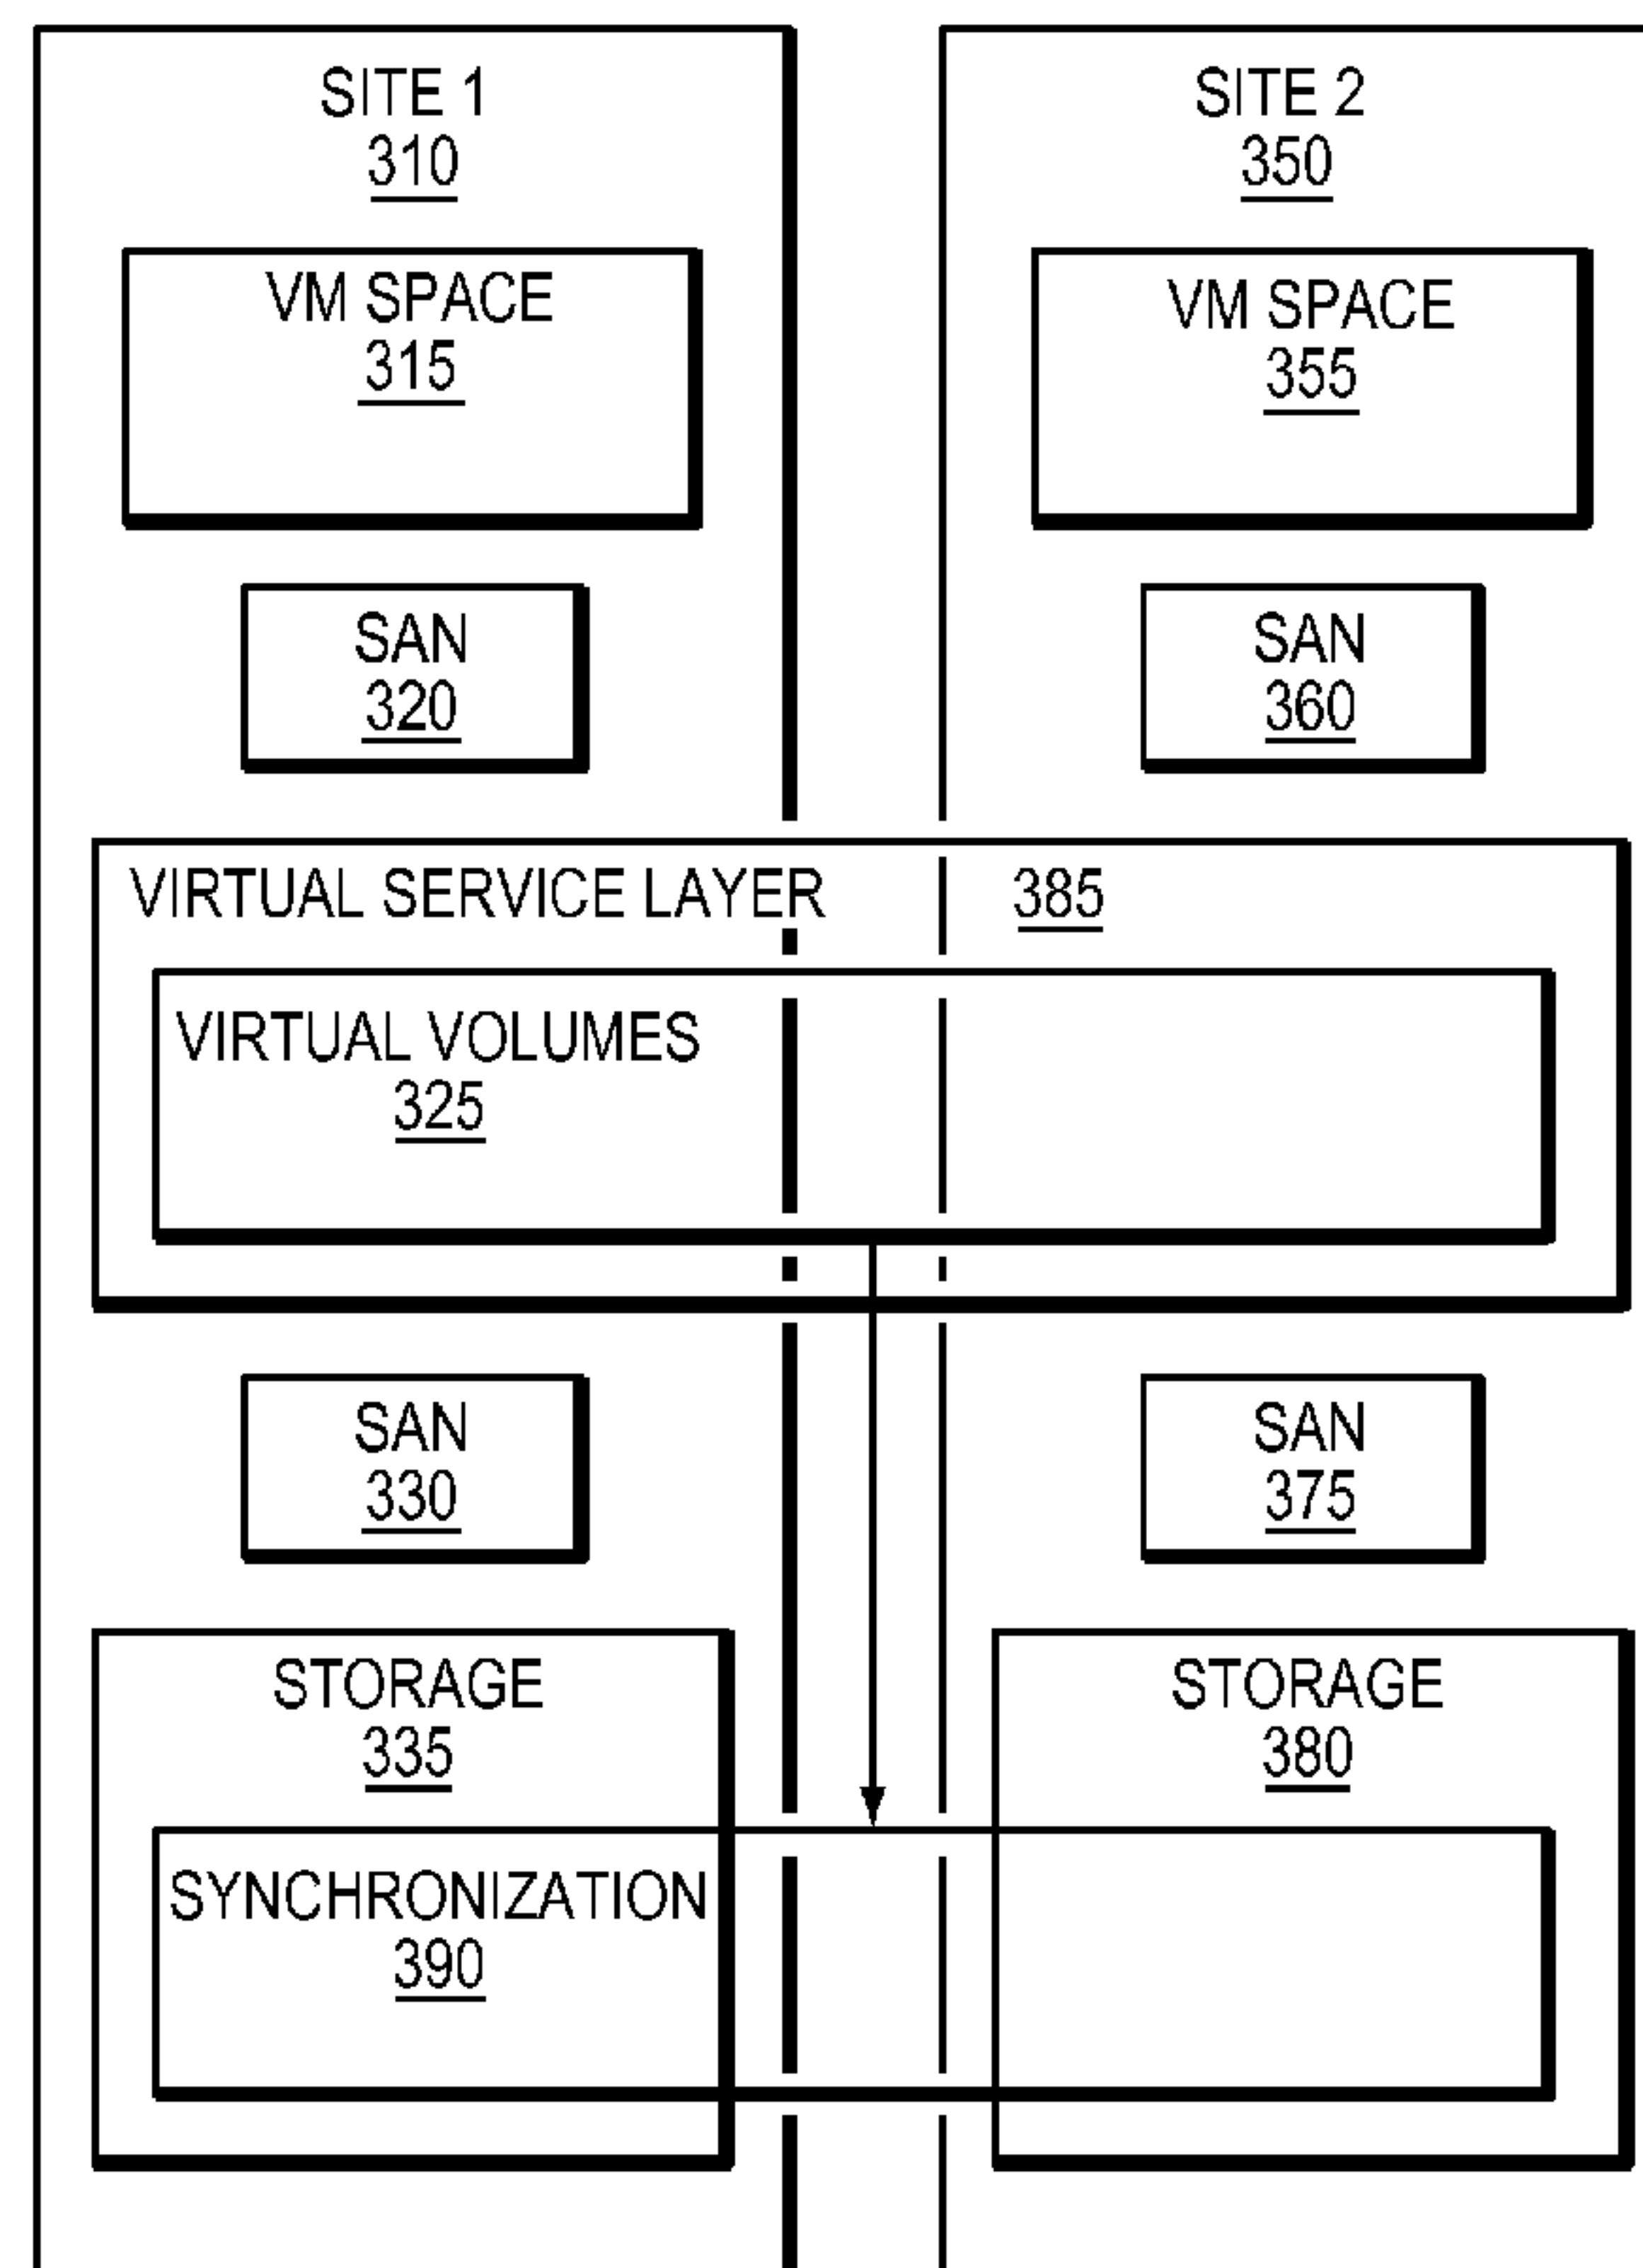 SITE 1
310
SITE 2
350
VM SPACE
315
VM SPACE
355
SAN
320
SAN
360
VIRTUAL SERVICE LAYER 385
VIRTUAL VOLUMES
325
SAN
330
SAN
375
STORAGE
335
STORAGE
380
SYNCHRONIZATION
390